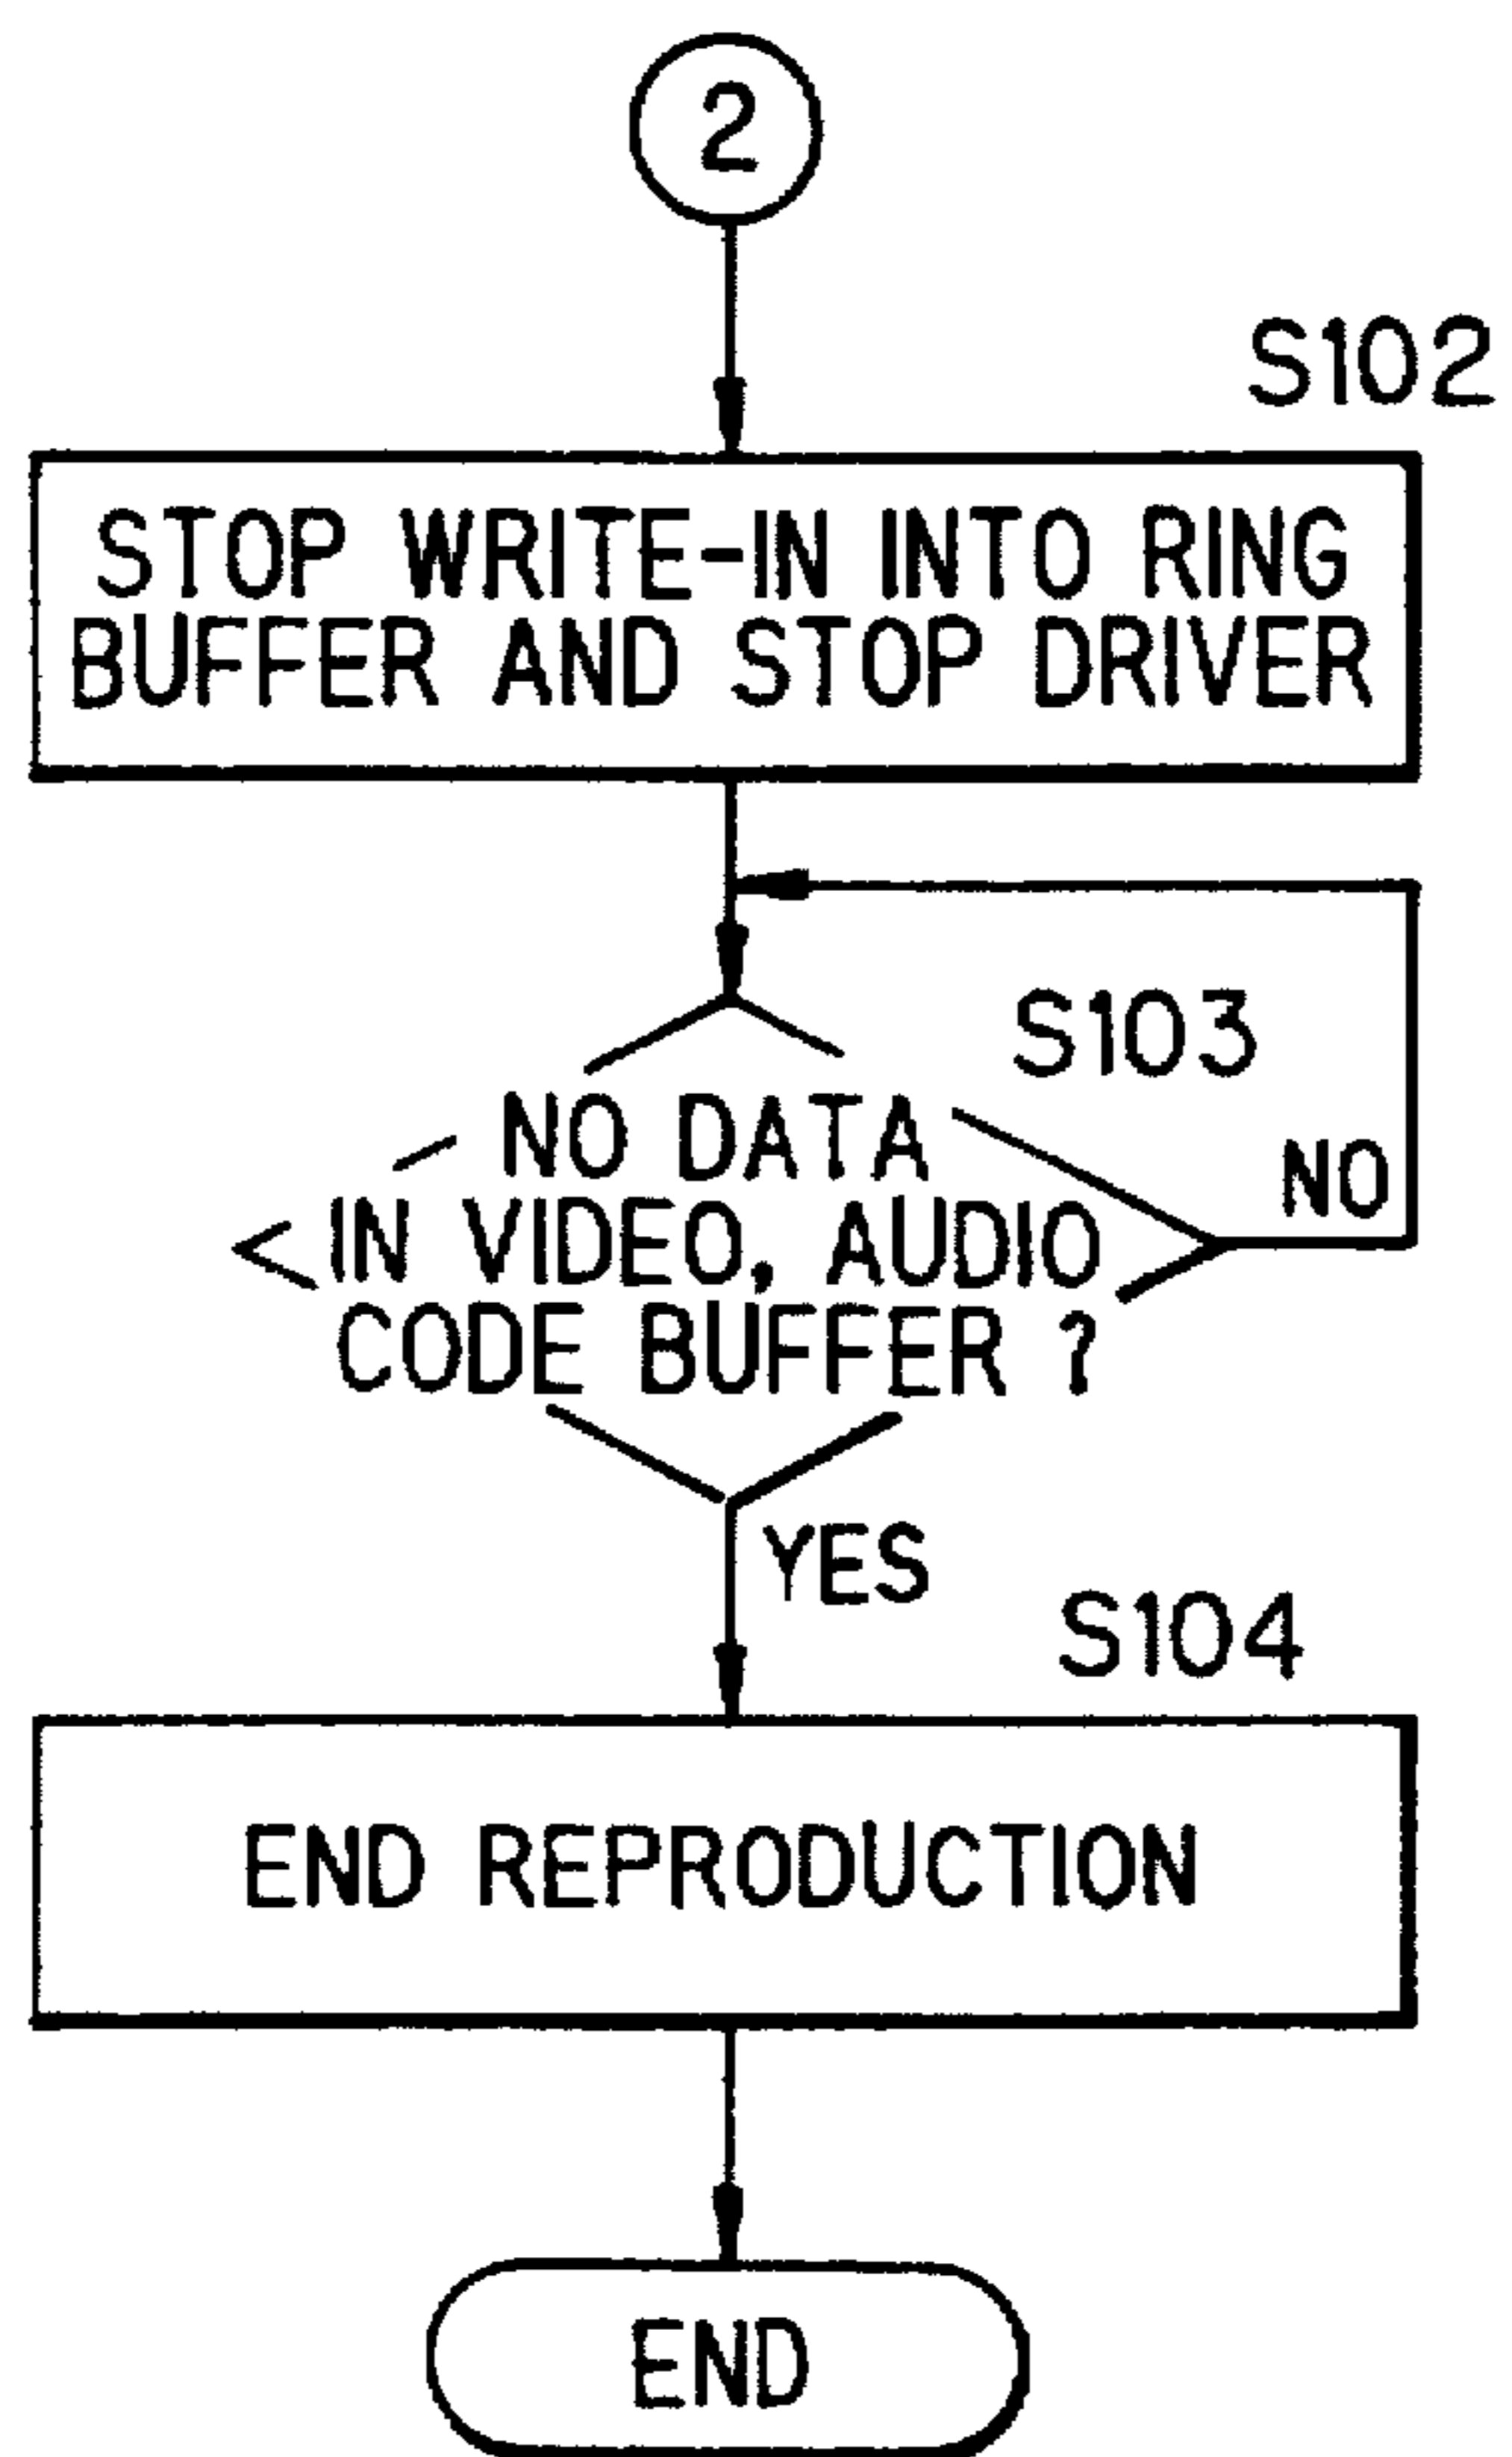 2
S102
STOP WRITE-IN INTO RING
BUFFER AND STOP DRIVER
S103
NO DATA
IN VIDEO, AUDIO
CODE BUFFER ?
NO
YES
S104
END REPRODUCTION
END